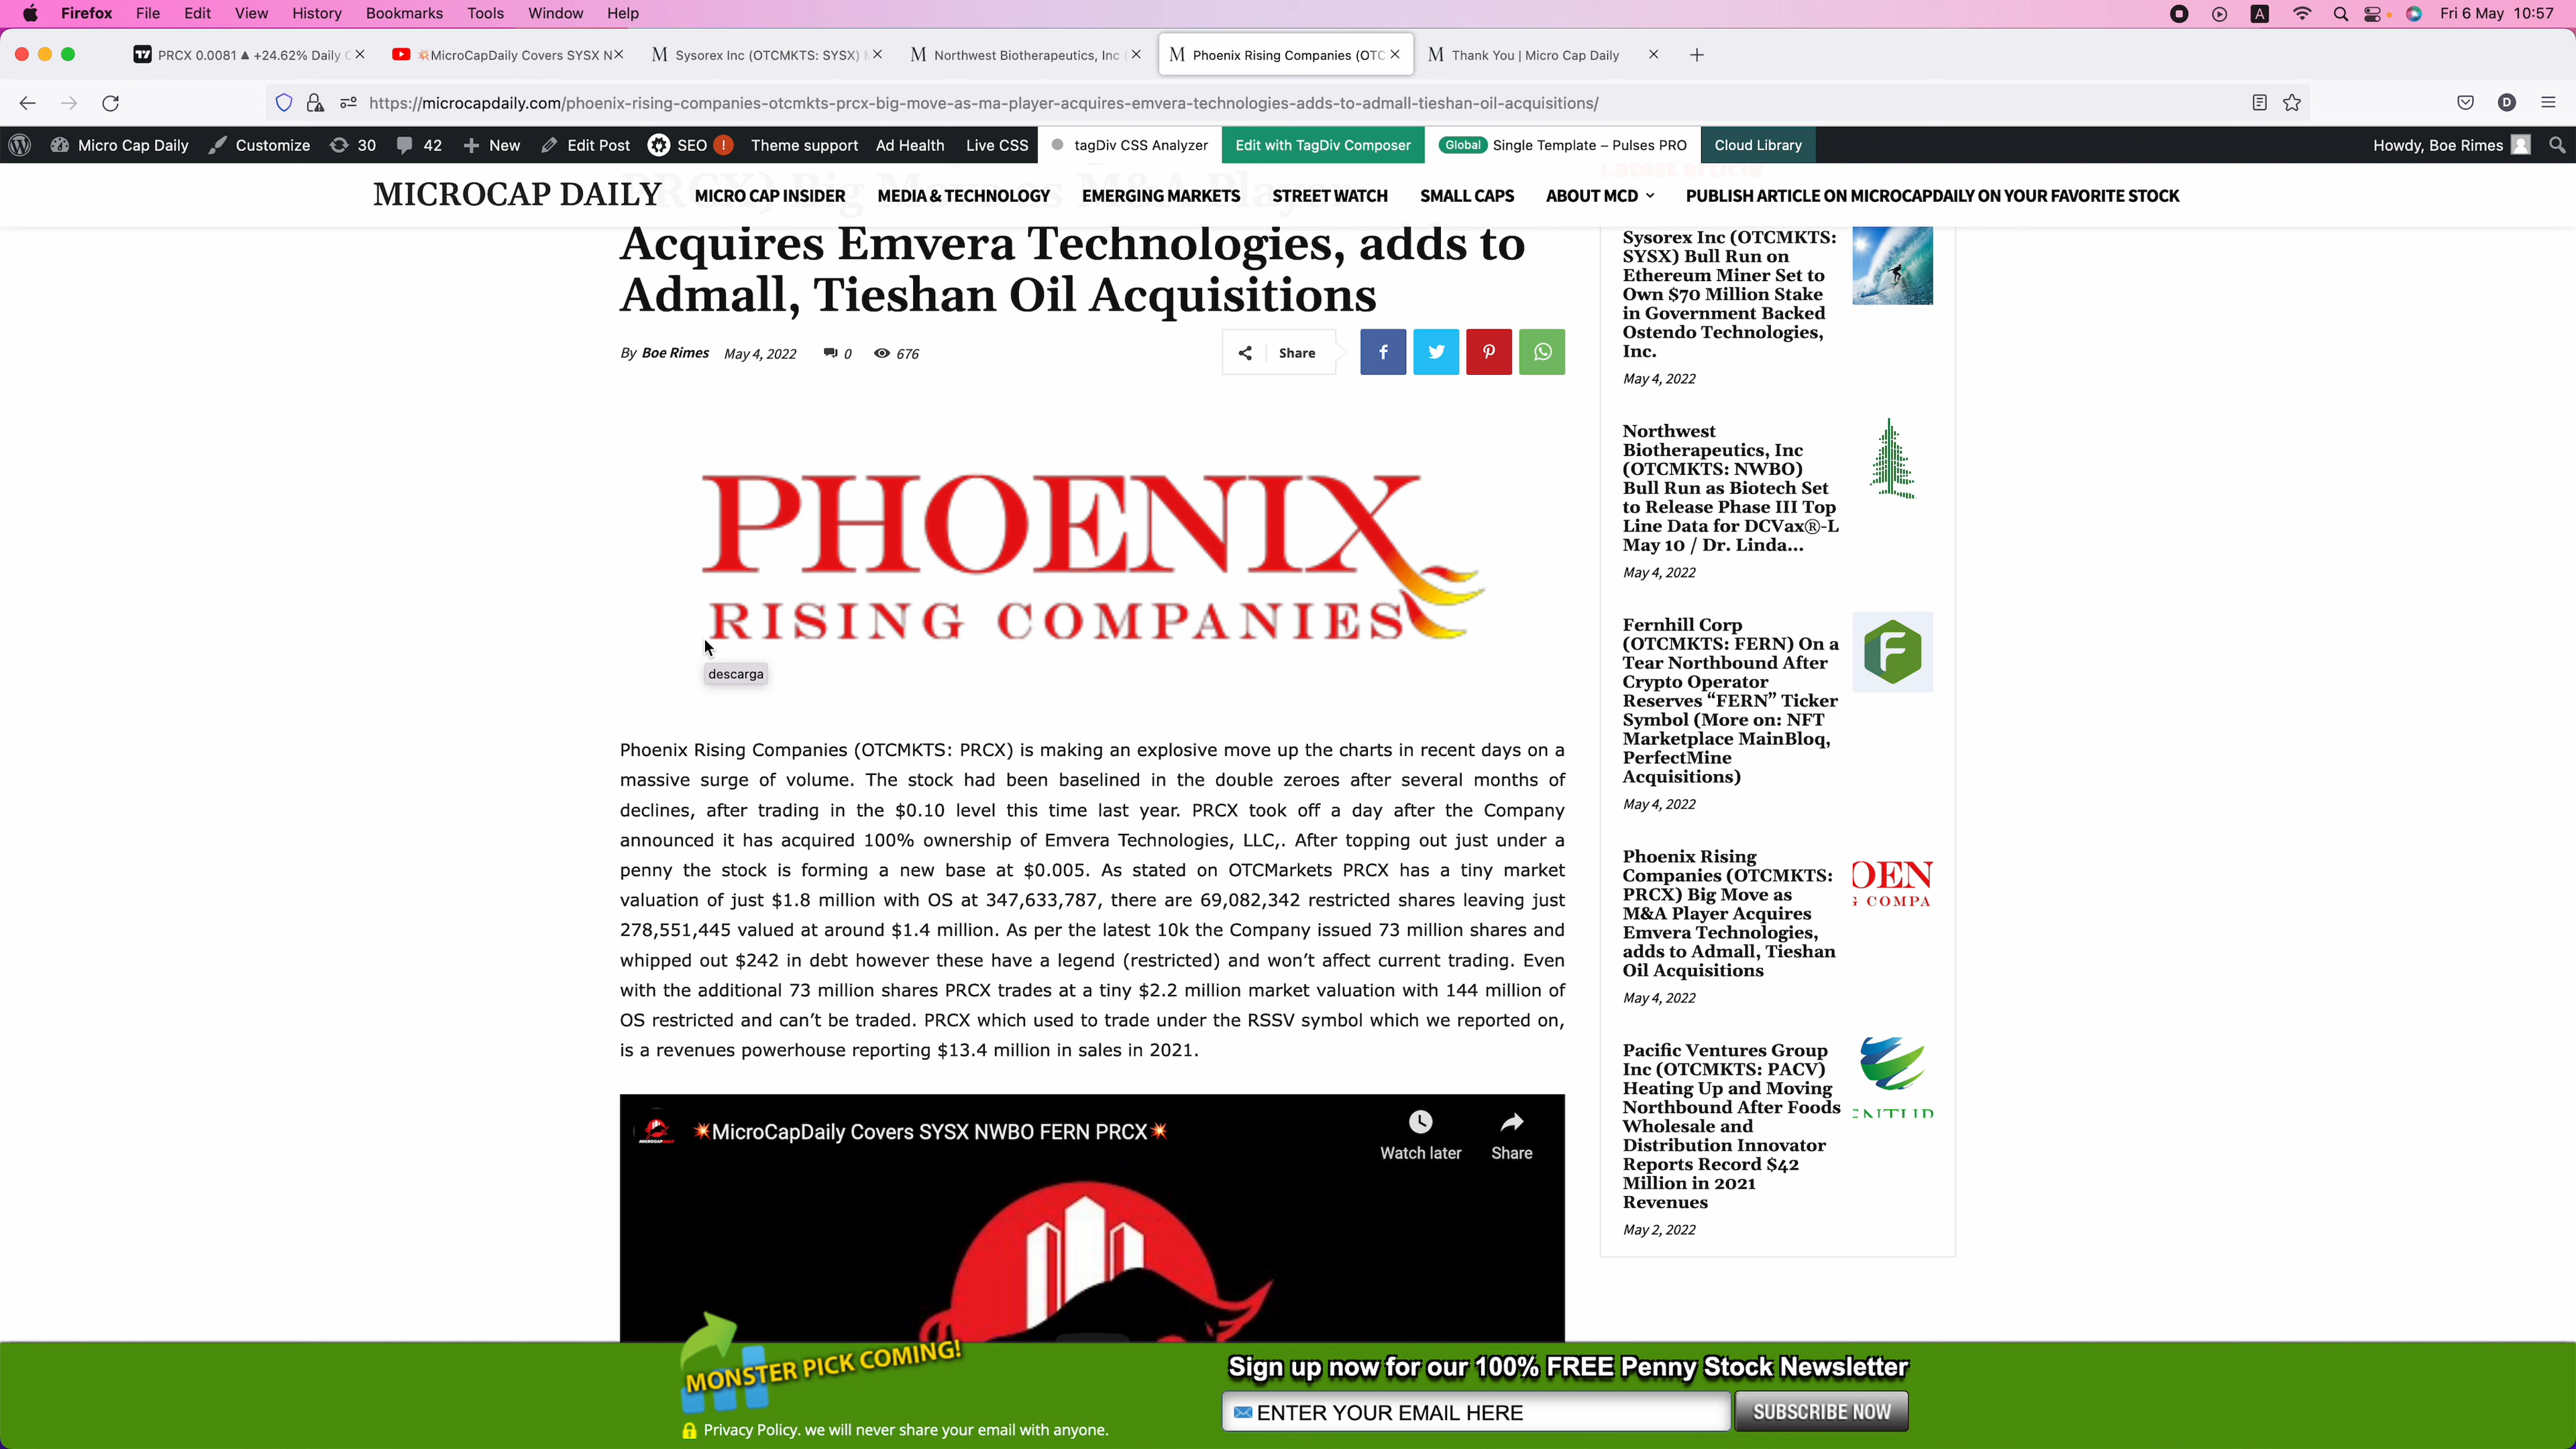 Firefox File Edit View History Bookmarks Tools Window Help A Fri 6 May 10:57
PRCX 0.0081 ▲ +24.62% Daily C
💥MicroCapDaily Covers SYSX N
Sysorex Inc (OTCMKTS: SYSX)
Northwest Biotherapeutics, Inc (
Phoenix Rising Companies (OTC
Thank You | Micro Cap Daily
https://microcapdaily.com/phoenix-rising-companies-otcmkts-prcx-big-move-as-ma-player-acquires-emvera-technologies-adds-to-admall-tieshan-oil-acquisitions/
D
Micro Cap Daily Customize 30 42 New Edit Post SEO ! Theme support Ad Health Live CSS tagDiv CSS Analyzer Edit with TagDiv Composer Global Single Template – Pulses PRO Cloud Library Howdy, Boe Rimes
MICROCAP DAILY MICRO CAP INSIDER MEDIA & TECHNOLOGY EMERGING MARKETS STREET WATCH SMALL CAPS ABOUT MCD PUBLISH ARTICLE ON MICROCAPDAILY ON YOUR FAVORITE STOCK
PRCX) Big Move as M&A Player
Acquires Emvera Technologies, adds to
Admall, Tieshan Oil Acquisitions
By Boe Rimes May 4, 2022 0 676
Share
PHOENIX
RISING COMPANIES
descarga
Phoenix Rising Companies (OTCMKTS: PRCX) is making an explosive move up the charts in recent days on a
massive surge of volume. The stock had been baselined in the double zeroes after several months of
declines, after trading in the $0.10 level this time last year. PRCX took off a day after the Company
announced it has acquired 100% ownership of Emvera Technologies, LLC,. After topping out just under a
penny the stock is forming a new base at $0.005. As stated on OTCMarkets PRCX has a tiny market
valuation of just $1.8 million with OS at 347,633,787, there are 69,082,342 restricted shares leaving just
278,551,445 valued at around $1.4 million. As per the latest 10k the Company issued 73 million shares and
whipped out $242 in debt however these have a legend (restricted) and won't affect current trading. Even
with the additional 73 million shares PRCX trades at a tiny $2.2 million market valuation with 144 million of
OS restricted and can't be traded. PRCX which used to trade under the RSSV symbol which we reported on,
is a revenues powerhouse reporting $13.4 million in sales in 2021.
💥MicroCapDaily Covers SYSX NWBO FERN PRCX💥
Watch later
Share
Latest article
Sysorex Inc (OTCMKTS:
SYSX) Bull Run on
Ethereum Miner Set to
Own $70 Million Stake
in Government Backed
Ostendo Technologies,
Inc.
May 4, 2022
Northwest
Biotherapeutics, Inc
(OTCMKTS: NWBO)
Bull Run as Biotech Set
to Release Phase III Top
Line Data for DCVax®-L
May 10 / Dr. Linda...
May 4, 2022
Fernhill Corp
(OTCMKTS: FERN) On a
Tear Northbound After
Crypto Operator
Reserves “FERN” Ticker
Symbol (More on: NFT
Marketplace MainBloq,
PerfectMine
Acquisitions)
May 4, 2022
F
Phoenix Rising
Companies (OTCMKTS:
PRCX) Big Move as
M&A Player Acquires
Emvera Technologies,
adds to Admall, Tieshan
Oil Acquisitions
May 4, 2022
OEN
G COMPA
Pacific Ventures Group
Inc (OTCMKTS: PACV)
Heating Up and Moving
Northbound After Foods
Wholesale and
Distribution Innovator
Reports Record $42
Million in 2021
Revenues
May 2, 2022
ENTUR
MONSTER PICK COMING!
Privacy Policy. we will never share your email with anyone.
Sign up now for our 100% FREE Penny Stock Newsletter
ENTER YOUR EMAIL HERE
SUBSCRIBE NOW